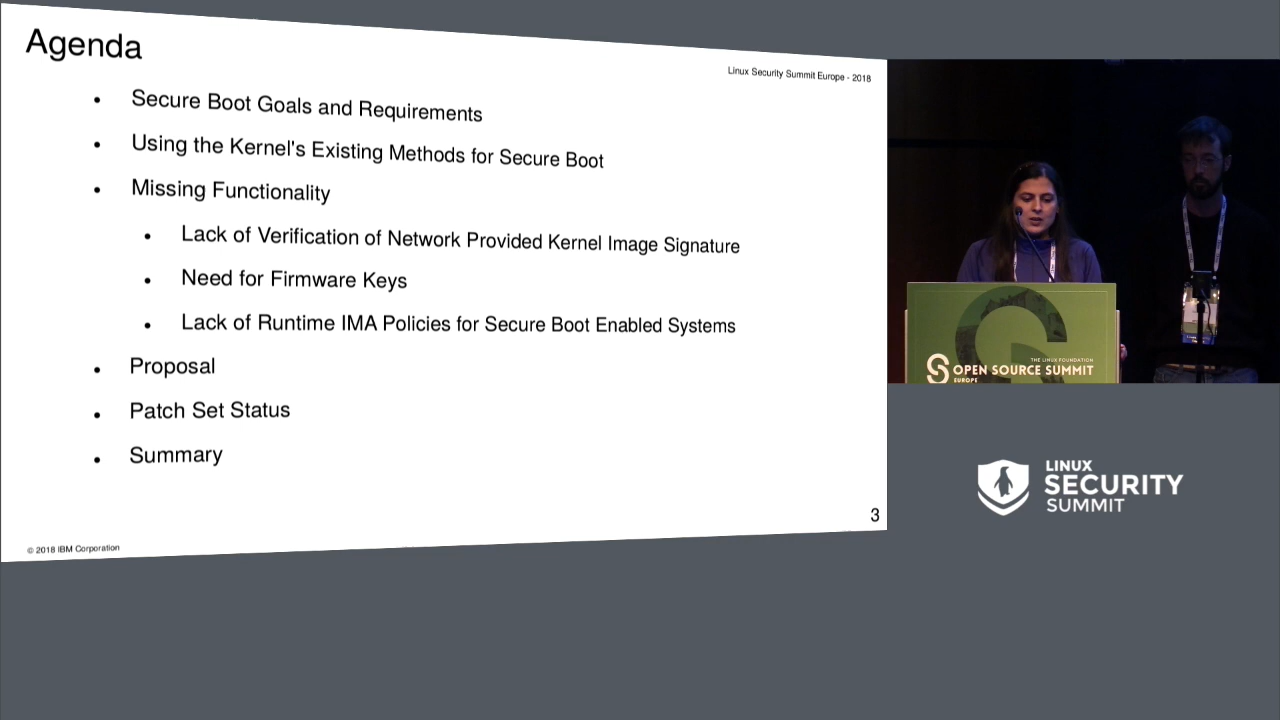 Agenda
Linux Security Summit Europe - 2018
• Secure Boot Goals and Requirements
• Using the Kernel's Existing Methods for Secure Boot
• Missing Functionality
• Lack of Verification of Network Provided Kernel Image Signature
• Need for Firmware Keys
• Lack of Runtime IMA Policies for Secure Boot Enabled Systems
• Proposal
• Patch Set Status
• Summary
3
© 2018 IBM Corporation
THE LINUX FOUNDATION
OPEN SOURCE SUMMIT
EUROPE
LINUX
SECURITY
SUMMIT